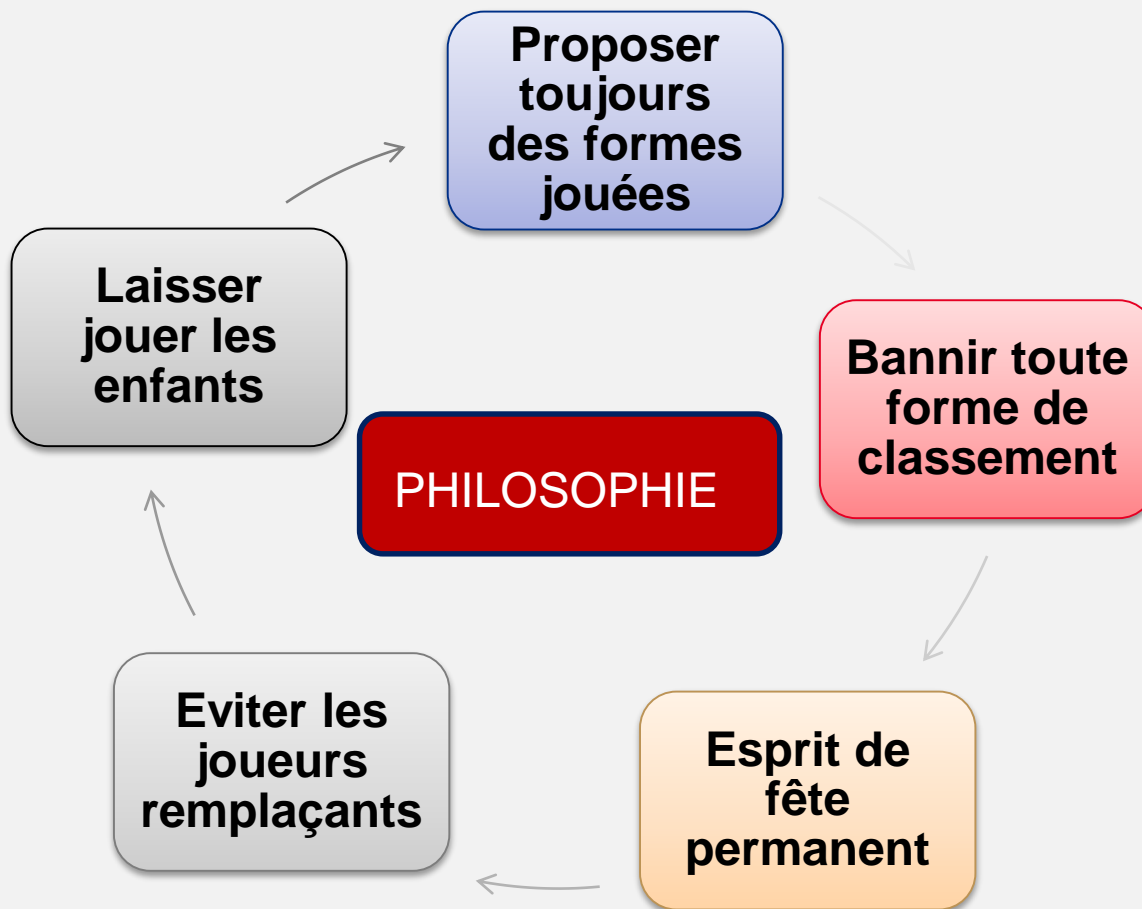 Proposer
toujours
des formes
jouées
Bannir toute
forme de
classement
Esprit de
fête
permanent
Eviter les
joueurs
remplaçants
Laisser
jouer les
enfants
PHILOSOPHIE